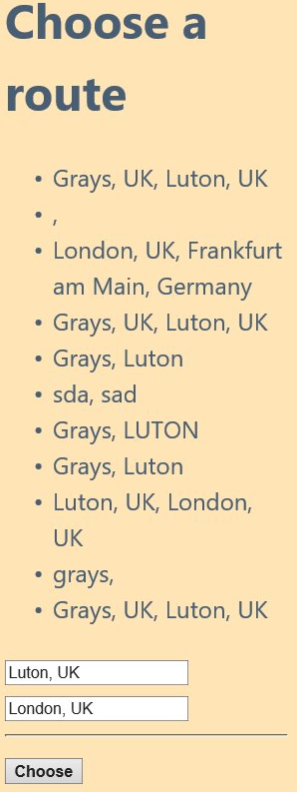 Choose a
route
• Grays, UK, Luton, UK
• ,
• London, UK, Frankfurt
am Main, Germany
• Grays, UK, Luton, UK
• Grays, Luton
• sda, sad
• Grays, LUTON
• Grays, Luton
• Luton, UK, London,
UK
• grays,
• Grays, UK, Luton, UK
Luton, UK
London, UK
Choose